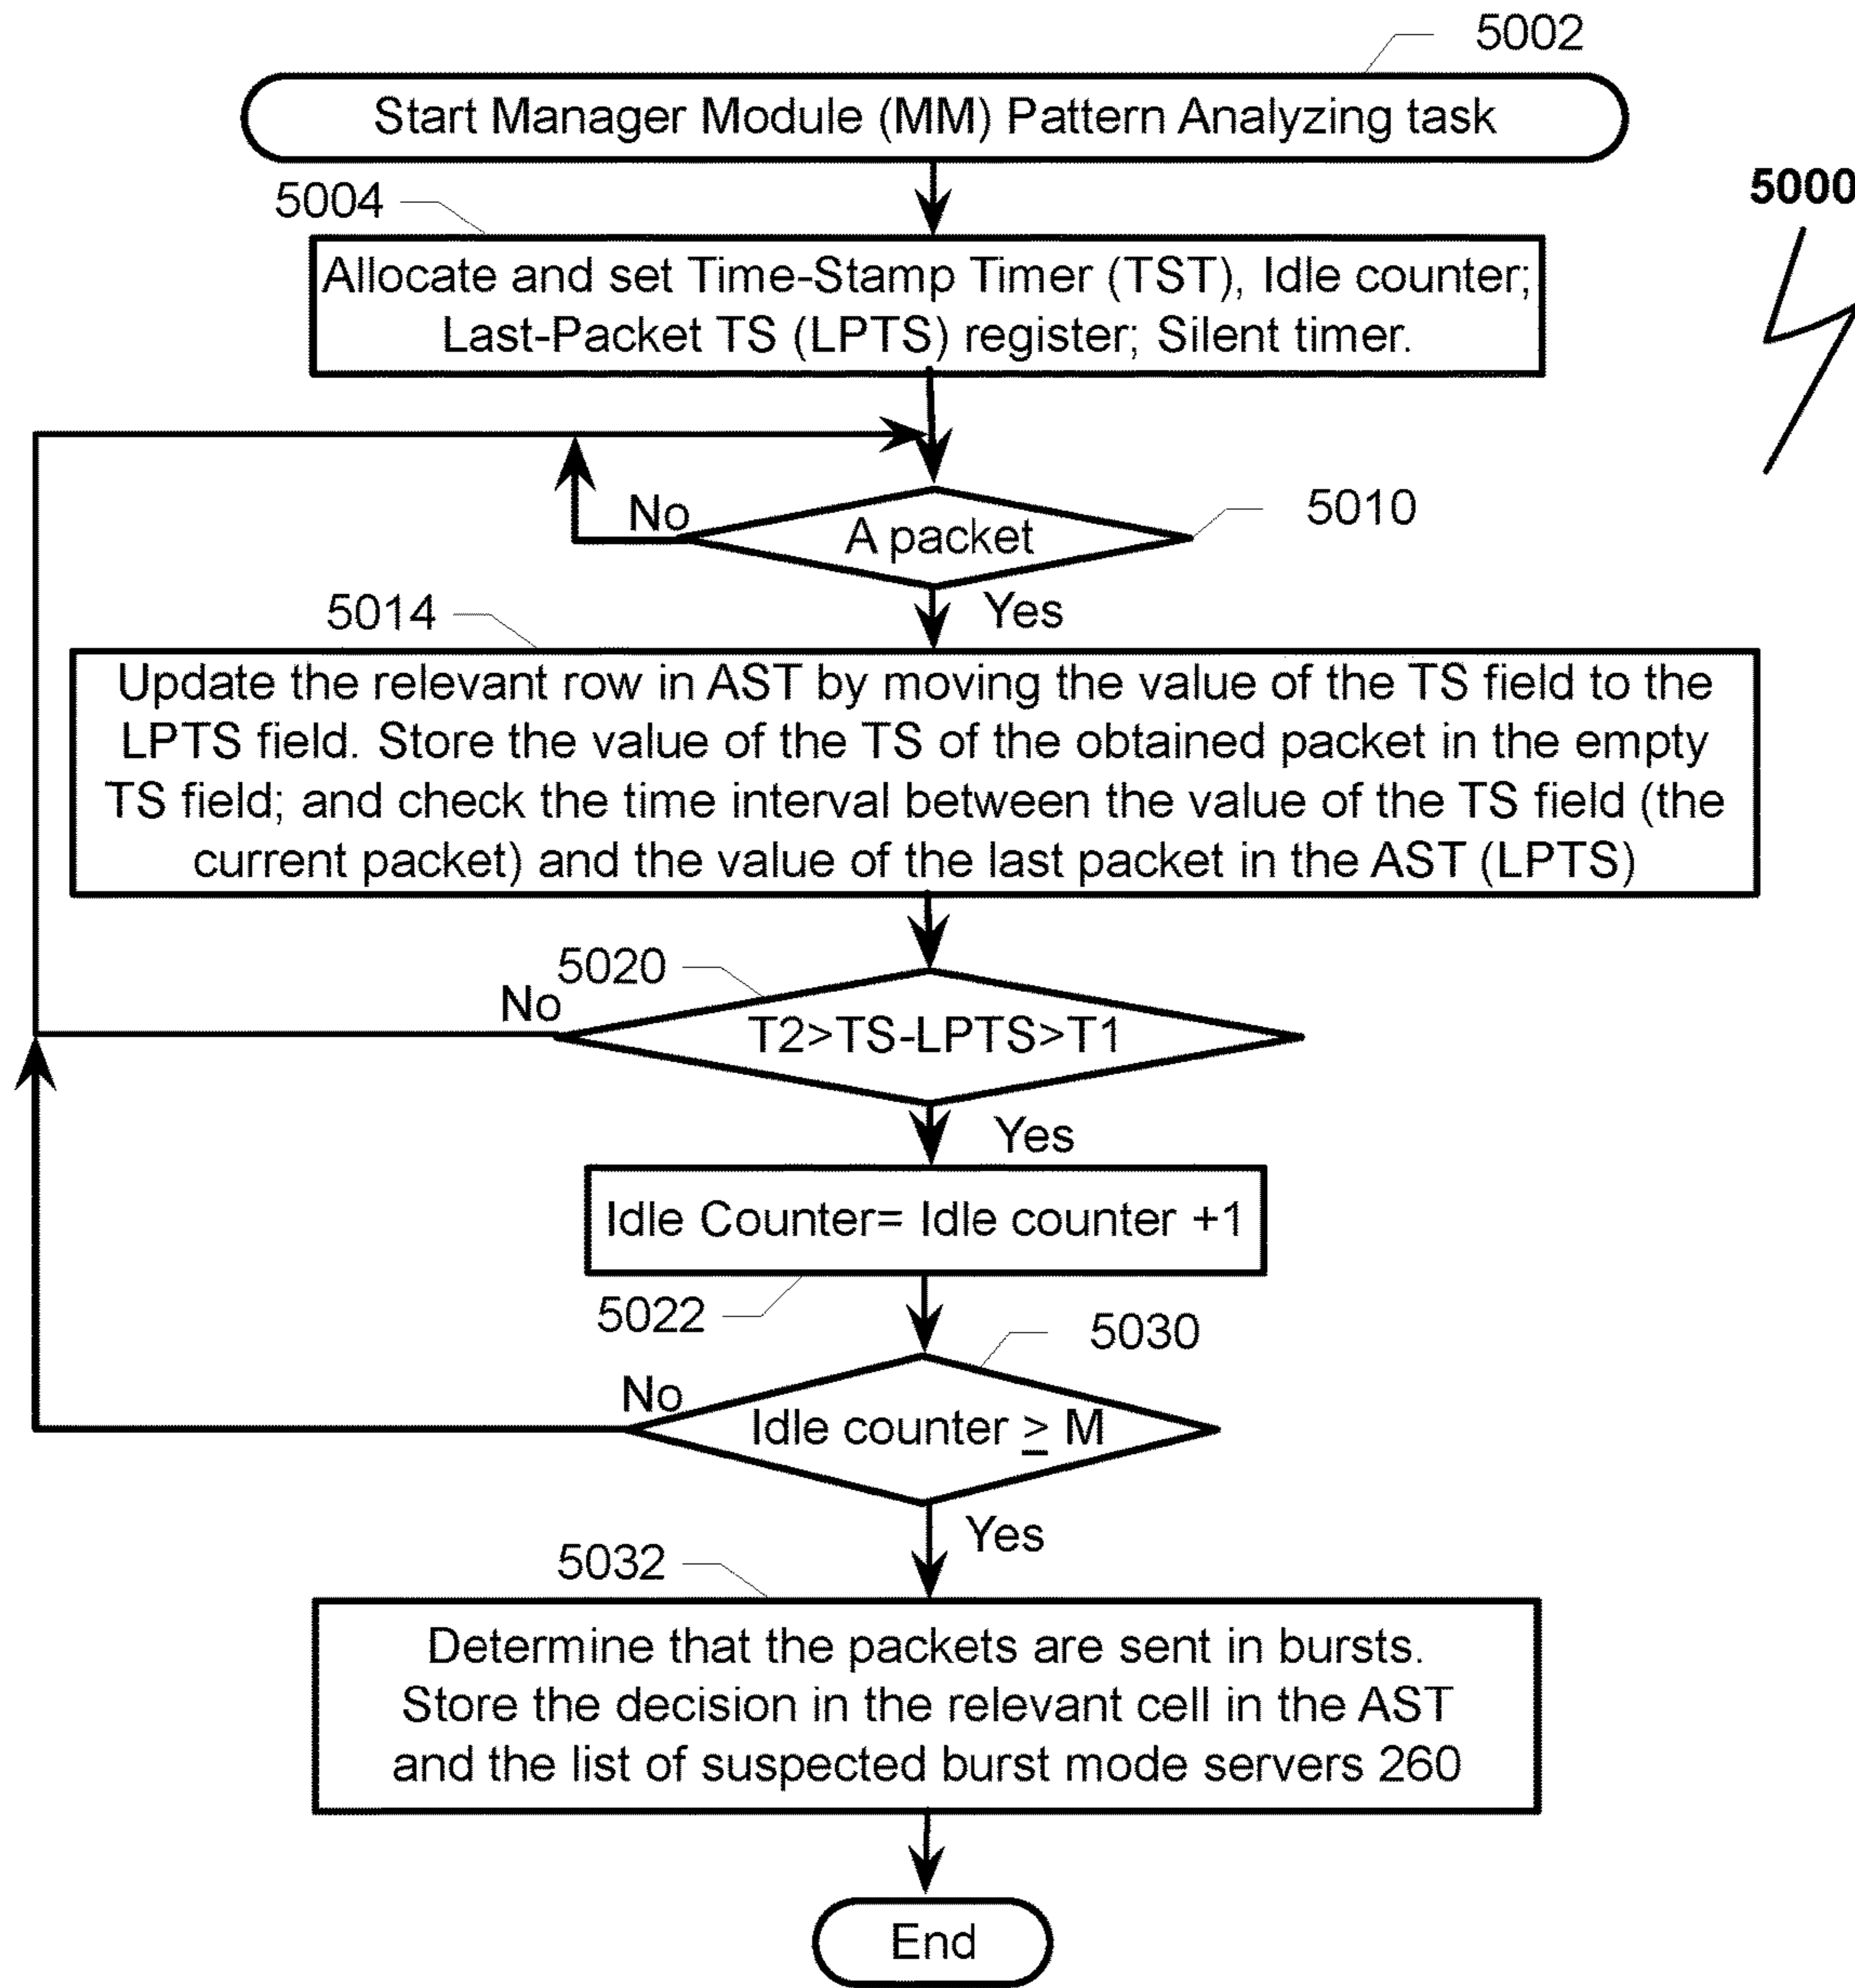 5002
Start Manager Module (MM) Pattern Analyzing task
5000
5004
Allocate and set Time-Stamp Timer (TST), Idle counter;
Last-Packet TS (LPTS) register; Silent timer.
No
A packet
5010
Yes
5014
Update the relevant row in AST by moving the value of the TS field to the
LPTS field. Store the value of the TS of the obtained packet in the empty
TS field; and check the time interval between the value of the TS field (the
current packet) and the value of the last packet in the AST (LPTS)
5020
No
T2>TS-LPTS>T1
Yes
Idle Counter= Idle counter +1
5022
5030
No
Idle counter ≥ M
Yes
5032
Determine that the packets are sent in bursts.
Store the decision in the relevant cell in the AST
and the list of suspected burst mode servers 260
End